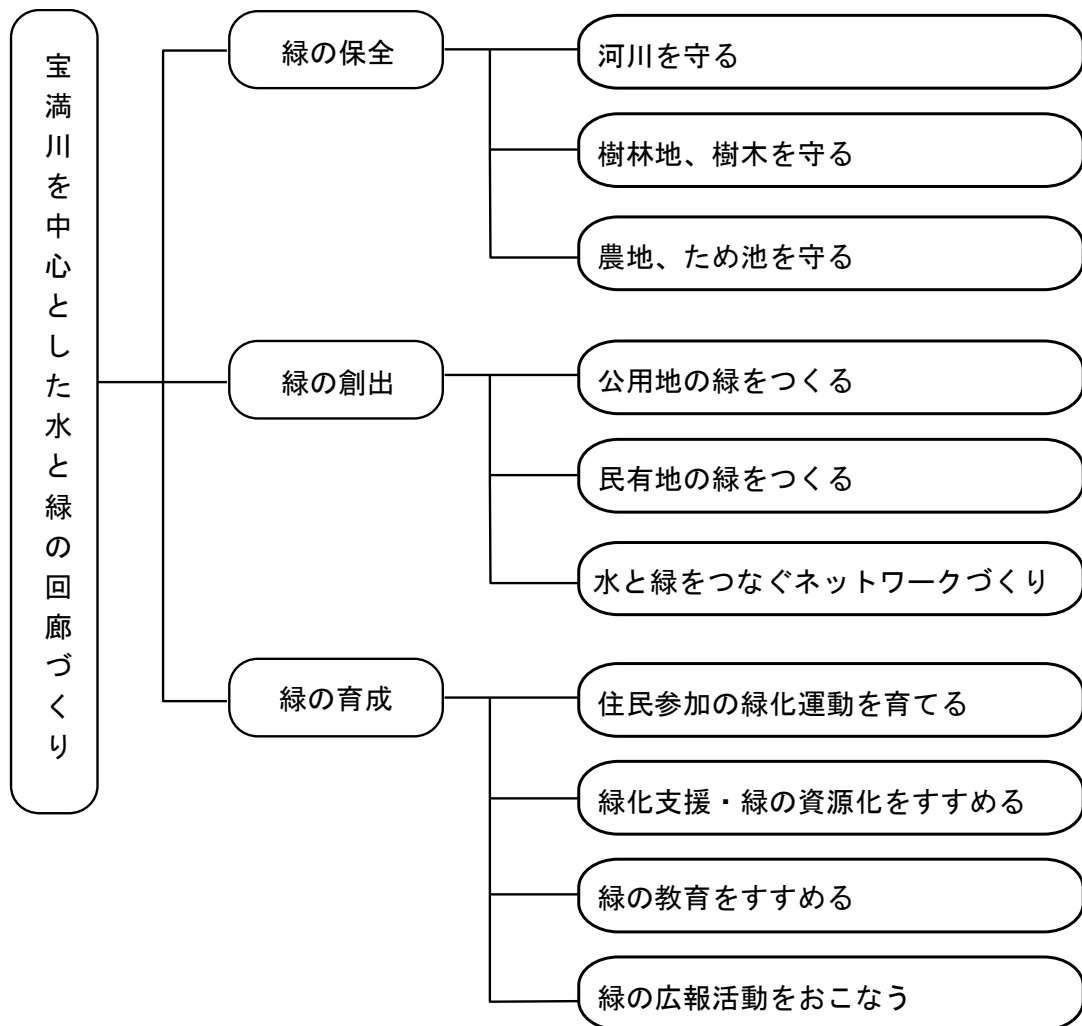 宝満川を中心とした水と緑の回廊づくり
緑の保全
河川を守る
樹林地、樹木を守る
農地、ため池を守る
緑の創出
公用地の緑をつくる
民有地の緑をつくる
水と緑をつなぐネットワークづくり
緑の育成
住民参加の緑化運動を育てる
緑化支援・緑の資源化をすすめる
緑の教育をすすめる
緑の広報活動をおこなう